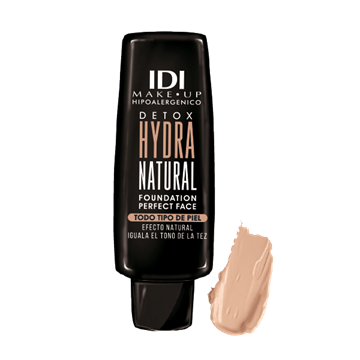 IDI
MAKE•UP
HIPOALERGENICO
DETOX
HYDRA
NATURAL
FOUNDATION
PERFECT FACE
TODO TIPO DE PIEL
EFECTO NATURAL
IGUALA EL TONO DE LA TEZ